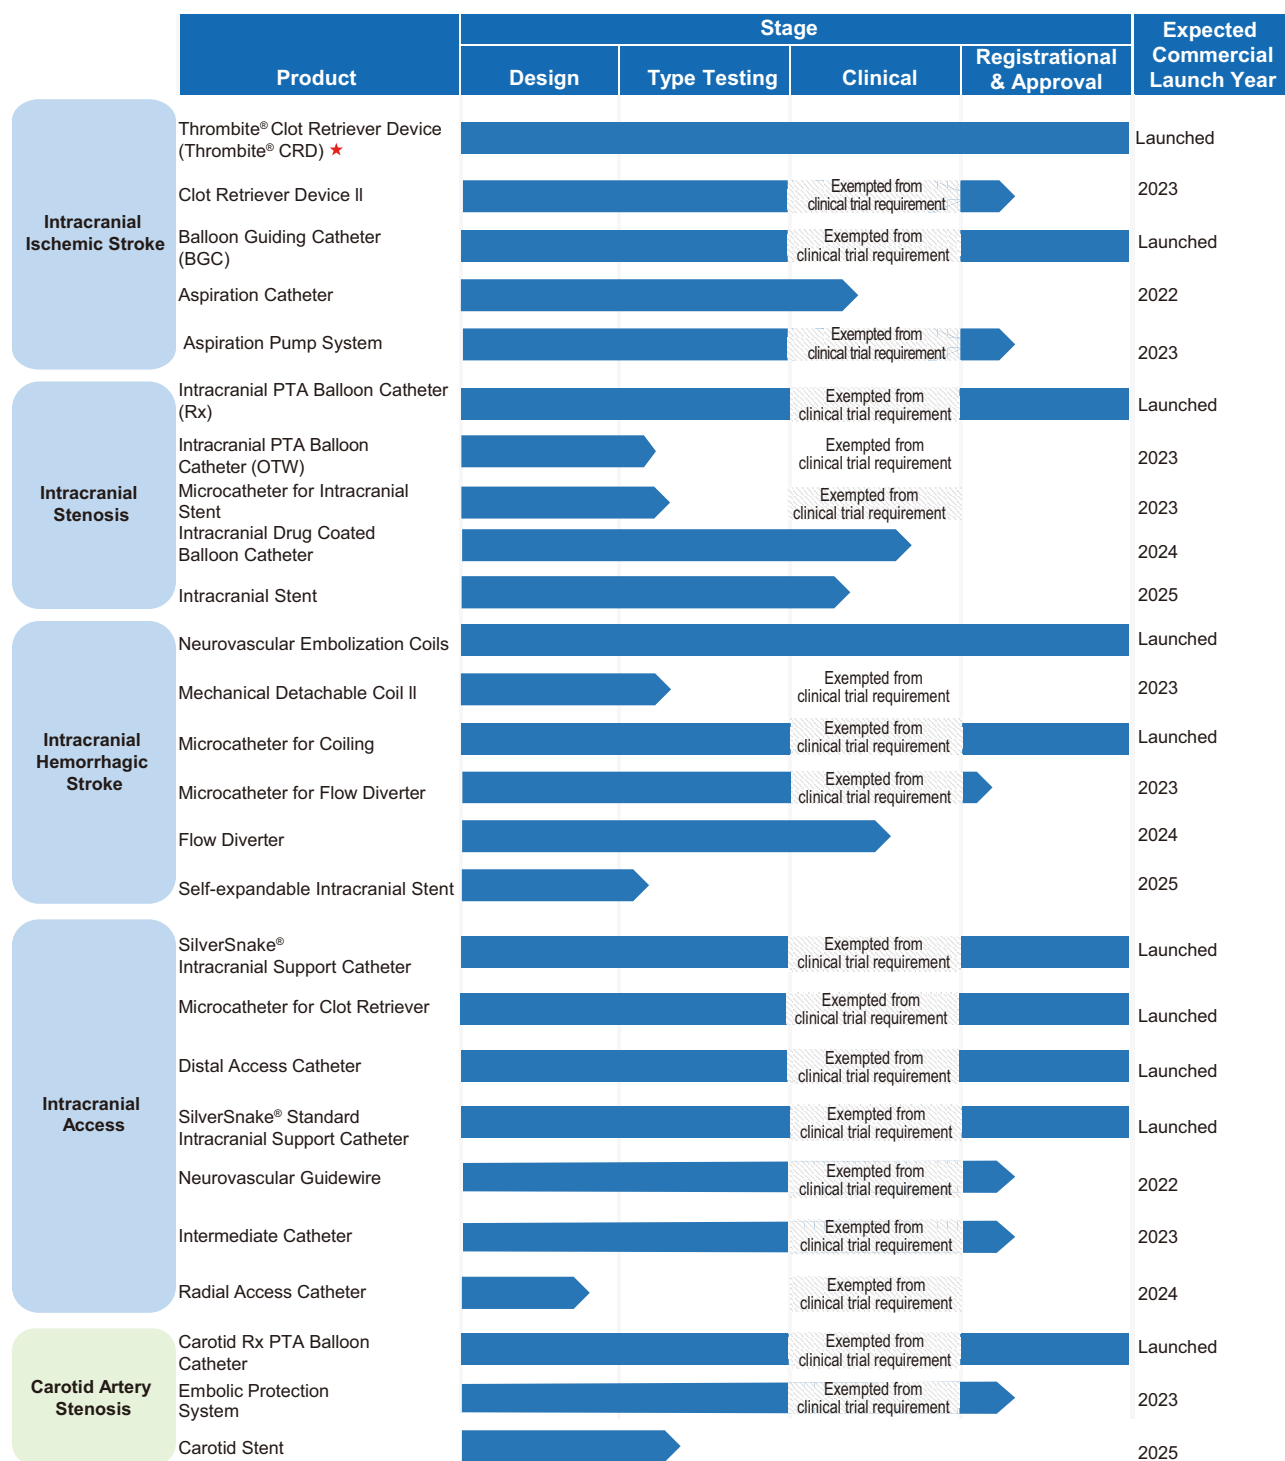 Stage
Expected
Commercial
Launch Year
Product
Design
Type Testing
Clinical
Registrational
& Approval
Intracranial
Ischemic Stroke
Thrombite® Clot Retriever Device
(Thrombite® CRD) ★
Launched
Clot Retriever Device ll
Exempted from
clinical trial requirement
2023
Balloon Guiding Catheter
(BGC)
Exempted from
clinical trial requirement
Launched
Aspiration Catheter
2022
Aspiration Pump System
Exempted from
clinical trial requirement
2023
Intracranial
Stenosis
Intracranial PTA Balloon Catheter
(Rx)
Exempted from
clinical trial requirement
Launched
Intracranial PTA Balloon
Catheter (OTW)
Exempted from
clinical trial requirement
2023
Microcatheter for Intracranial
Stent
Exempted from
clinical trial requirement
2023
Intracranial Drug Coated
Balloon Catheter
2024
Intracranial Stent
2025
Intracranial
Hemorrhagic
Stroke
Neurovascular Embolization Coils
Launched
Mechanical Detachable Coil ll
Exempted from
clinical trial requirement
2023
Microcatheter for Coiling
Exempted from
clinical trial requirement
Launched
Microcatheter for Flow Diverter
Exempted from
clinical trial requirement
2023
Flow Diverter
2024
Self-expandable Intracranial Stent
2025
Intracranial
Access
SilverSnake®
Intracranial Support Catheter
Exempted from
clinical trial requirement
Launched
Microcatheter for Clot Retriever
Exempted from
clinical trial requirement
Launched
Distal Access Catheter
Exempted from
clinical trial requirement
Launched
SilverSnake® Standard
Intracranial Support Catheter
Exempted from
clinical trial requirement
Launched
Neurovascular Guidewire
Exempted from
clinical trial requirement
2022
Intermediate Catheter
Exempted from
clinical trial requirement
2023
Radial Access Catheter
Exempted from
clinical trial requirement
2024
Carotid Artery
Stenosis
Carotid Rx PTA Balloon
Catheter
Exempted from
clinical trial requirement
Launched
Embolic Protection
System
Exempted from
clinical trial requirement
2023
Carotid Stent
2025